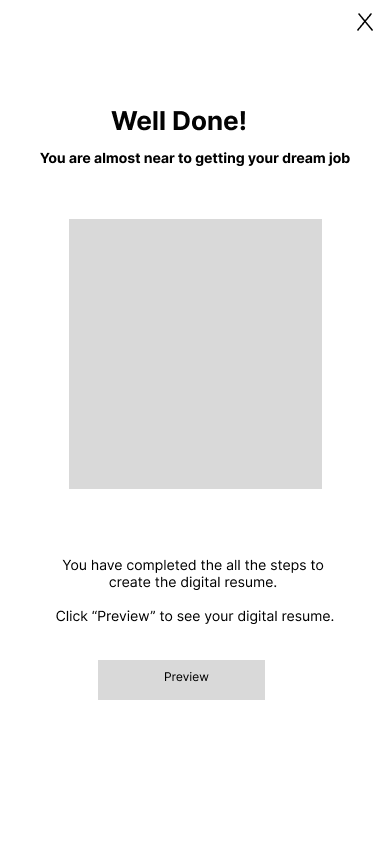 X
Well Done!
You are almost near to getting your dream job
You have completed the all the steps to
create the digital resume.
Click “Preview” to see your digital resume.
Preview